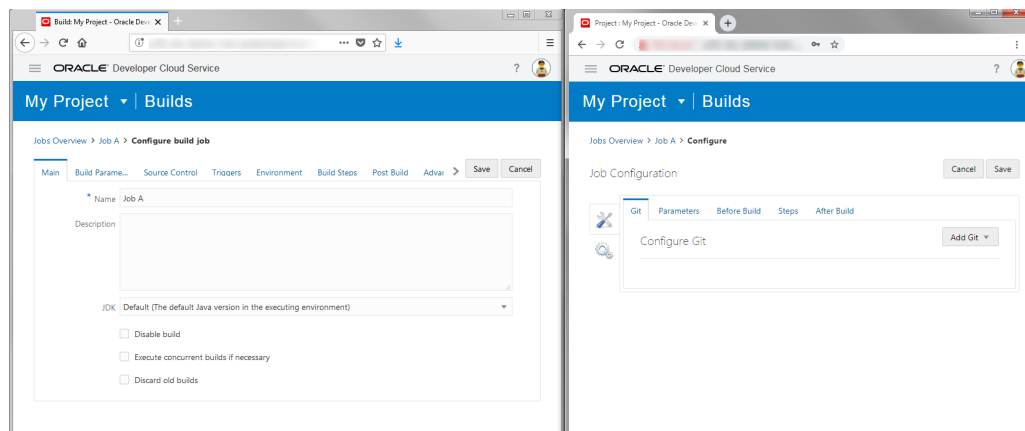 Build: My Project - Oracle Deve
ORACLE Developer Cloud Service ?
My Project Builds
Jobs Overview > Job A > Configure build job
Main Build Parame... Source Control Triggers Environment Build Steps Post Build Advar Save Cancel
* Name Job A
Description
JDK Default (The default Java version in the executing environment)
Disable build
Execute concurrent builds if necessary
Discard old builds
Project : My Project - Oracle Dev
ORACLE Developer Cloud Service ?
My Project Builds
Jobs Overview > Job A > Configure
Job Configuration Cancel Save
Git Parameters Before Build Steps After Build
Configure Git Add Git